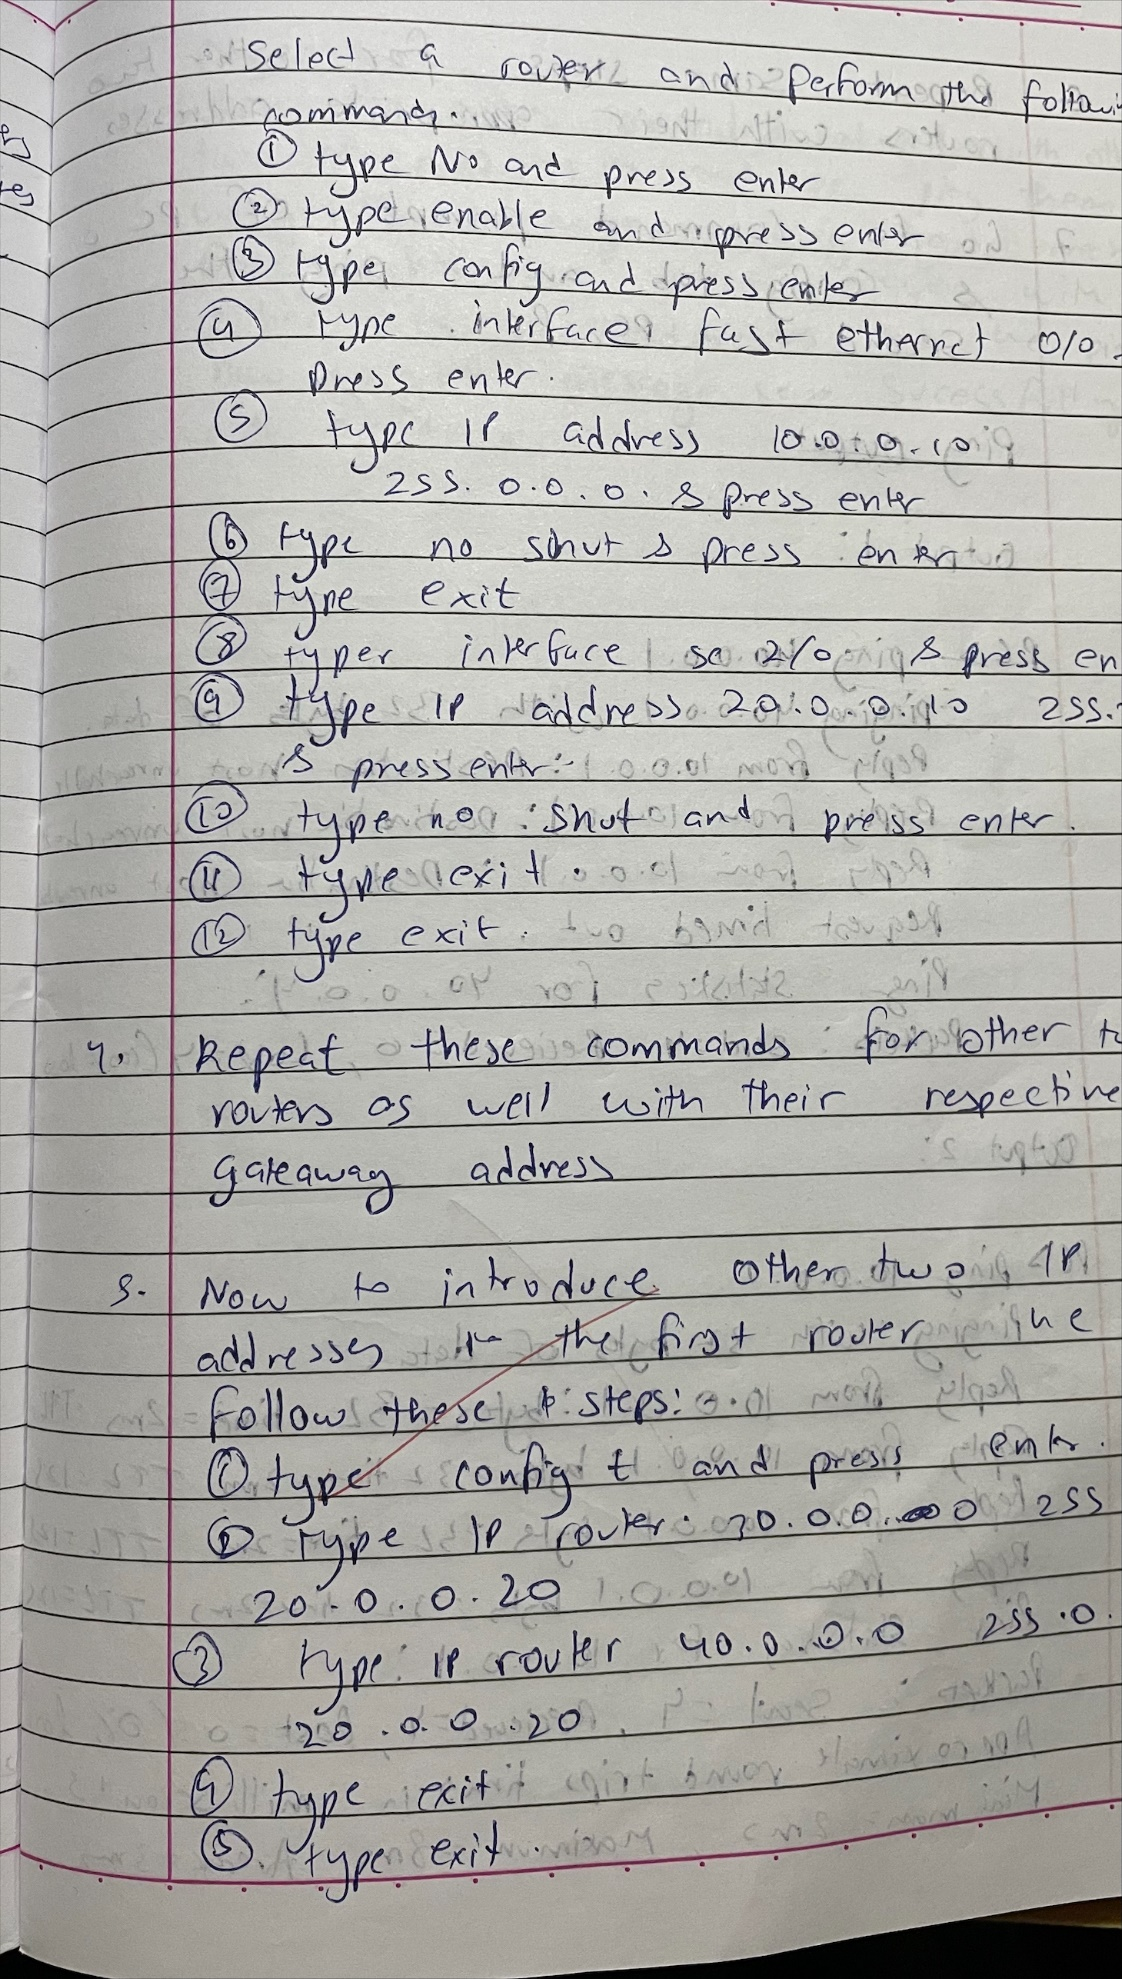 Select a router and perform the followi
commands.
① type No and press enter
② type enable and press enter
③ type config and press enter
④ type interface fast ethernet 0/0
press enter.
⑤ type IP address 10.0.0.10
255.0.0.0. & press enter
⑥ type no shut & press enter
⑦ type exit
⑧ typer interface se 2/0 & press en
⑨ type IP address 20.0.0.10 255.
& press enter:-
⑩ type no shut and press enter.
⑪ type exit.
⑫ type exit.
4. Repeat these commands for other
routers as well with their respective
gateaway address
5. Now to introduce other two IP
addresses in the first router we
follow these steps:
① type config t and press enter.
② type IP router 30.0.0.0 255
20.0.0.20
③ type IP router 40.0.0.0 255.0.
20.0.0.20
④ type exit
⑤ type exit.